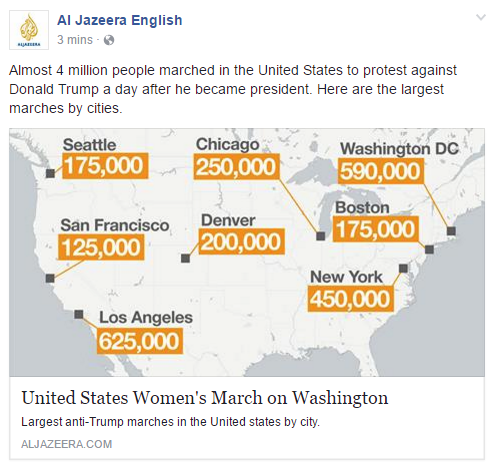 Al Jazeera English
3 mins ·
ALJAZEERA
Almost 4 million people marched in the United States to protest against
Donald Trump a day after he became president. Here are the largest
marches by cities.
Seattle
175,000
Chicago
250,000
Washington DC
590,000
San Francisco
125,000
Denver
200,000
Boston
175,000
New York
450,000
Los Angeles
625,000
United States Women's March on Washington
Largest anti-Trump marches in the United states by city.
ALJAZEERA.COM